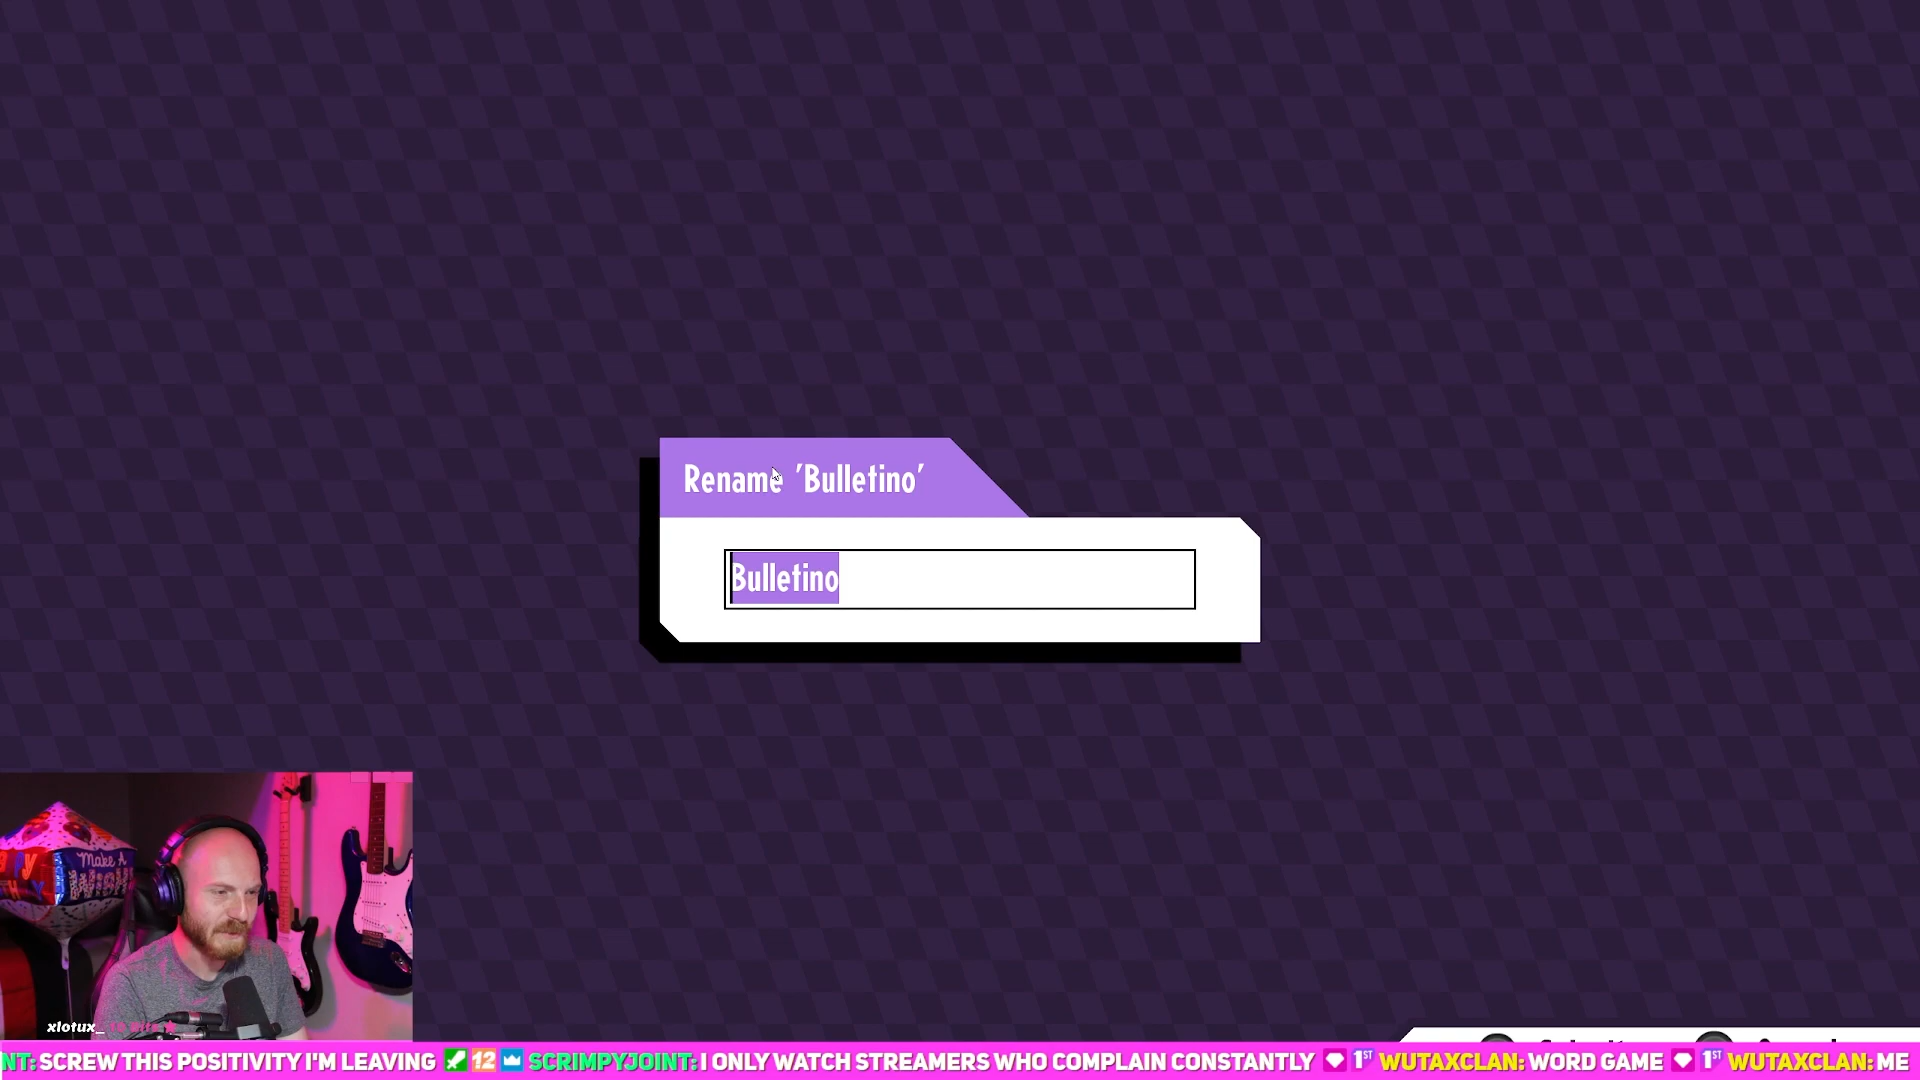 Rename 'Bulletino'
Bulletino
Make A
xlotux_
NT: SCREW THIS POSITIVITY I'M LEAVING 12 SCRIMPYJOINT: I ONLY WATCH STREAMERS WHO COMPLAIN CONSTANTLY 1ST WUTAXCLAN: WORD GAME 1ST WUTAXCLAN: ME